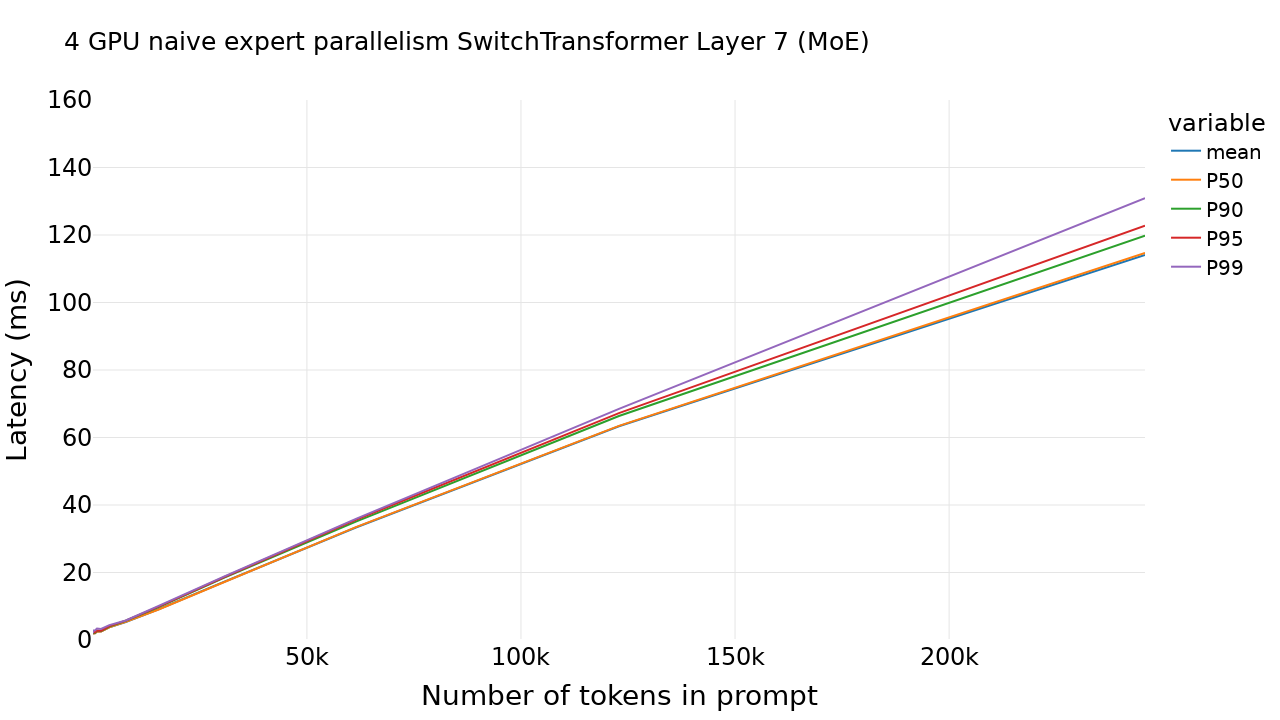 4 GPU naive expert parallelism SwitchTransformer Layer 7 (MoE)
160
140
120
100
80
60
40
20
0
Latency (ms)
50k
100k
150k
200k
Number of tokens in prompt
variable
mean
P50
P90
P95
P99